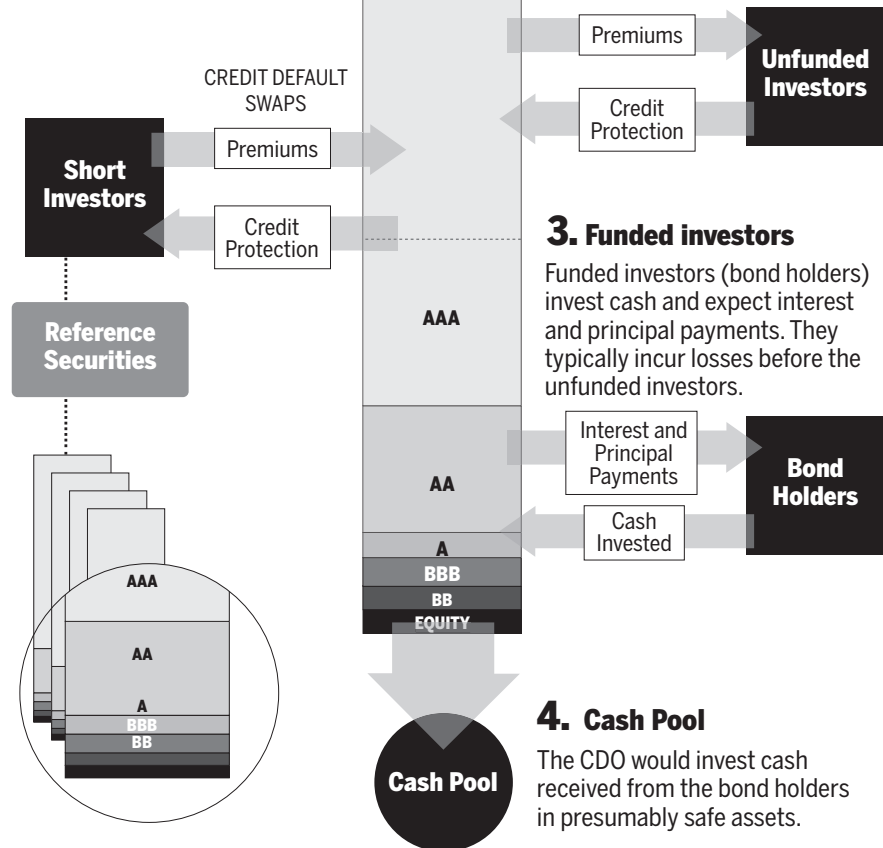 Premiums
Unfunded
Investors
Credit
Protection
CREDIT DEFAULT
SWAPS
Short
Investors
Premiums
Credit
Protection
Reference
Securities
3. Funded investors
Funded investors (bond holders)
invest cash and expect interest
and principal payments. They
typically incur losses before the
unfunded investors.
AAA
AA
A
BBB
BB
EQUITY
Interest and
Principal
Payments
Bond
Holders
Cash
Invested
AAA
AA
A
BBB
BB
Cash Pool
4. Cash Pool
The CDO would invest cash
received from the bond holders
in presumably safe assets.